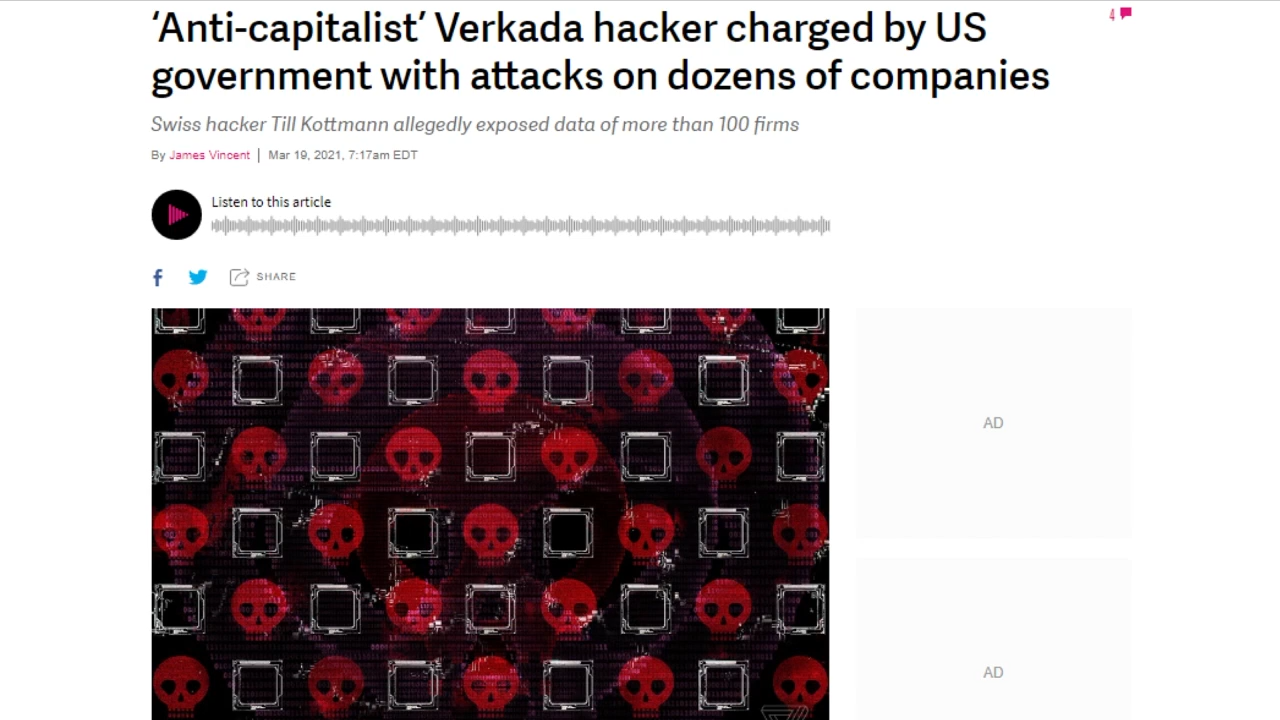 ‘Anti-capitalist’ Verkada hacker charged by US
4
government with attacks on dozens of companies
Swiss hacker Till Kottmann allegedly exposed data of more than 100 firms
By James Vincent | Mar 19, 2021, 7:17am EDT
Listen to this article
SHARE
AD
AD